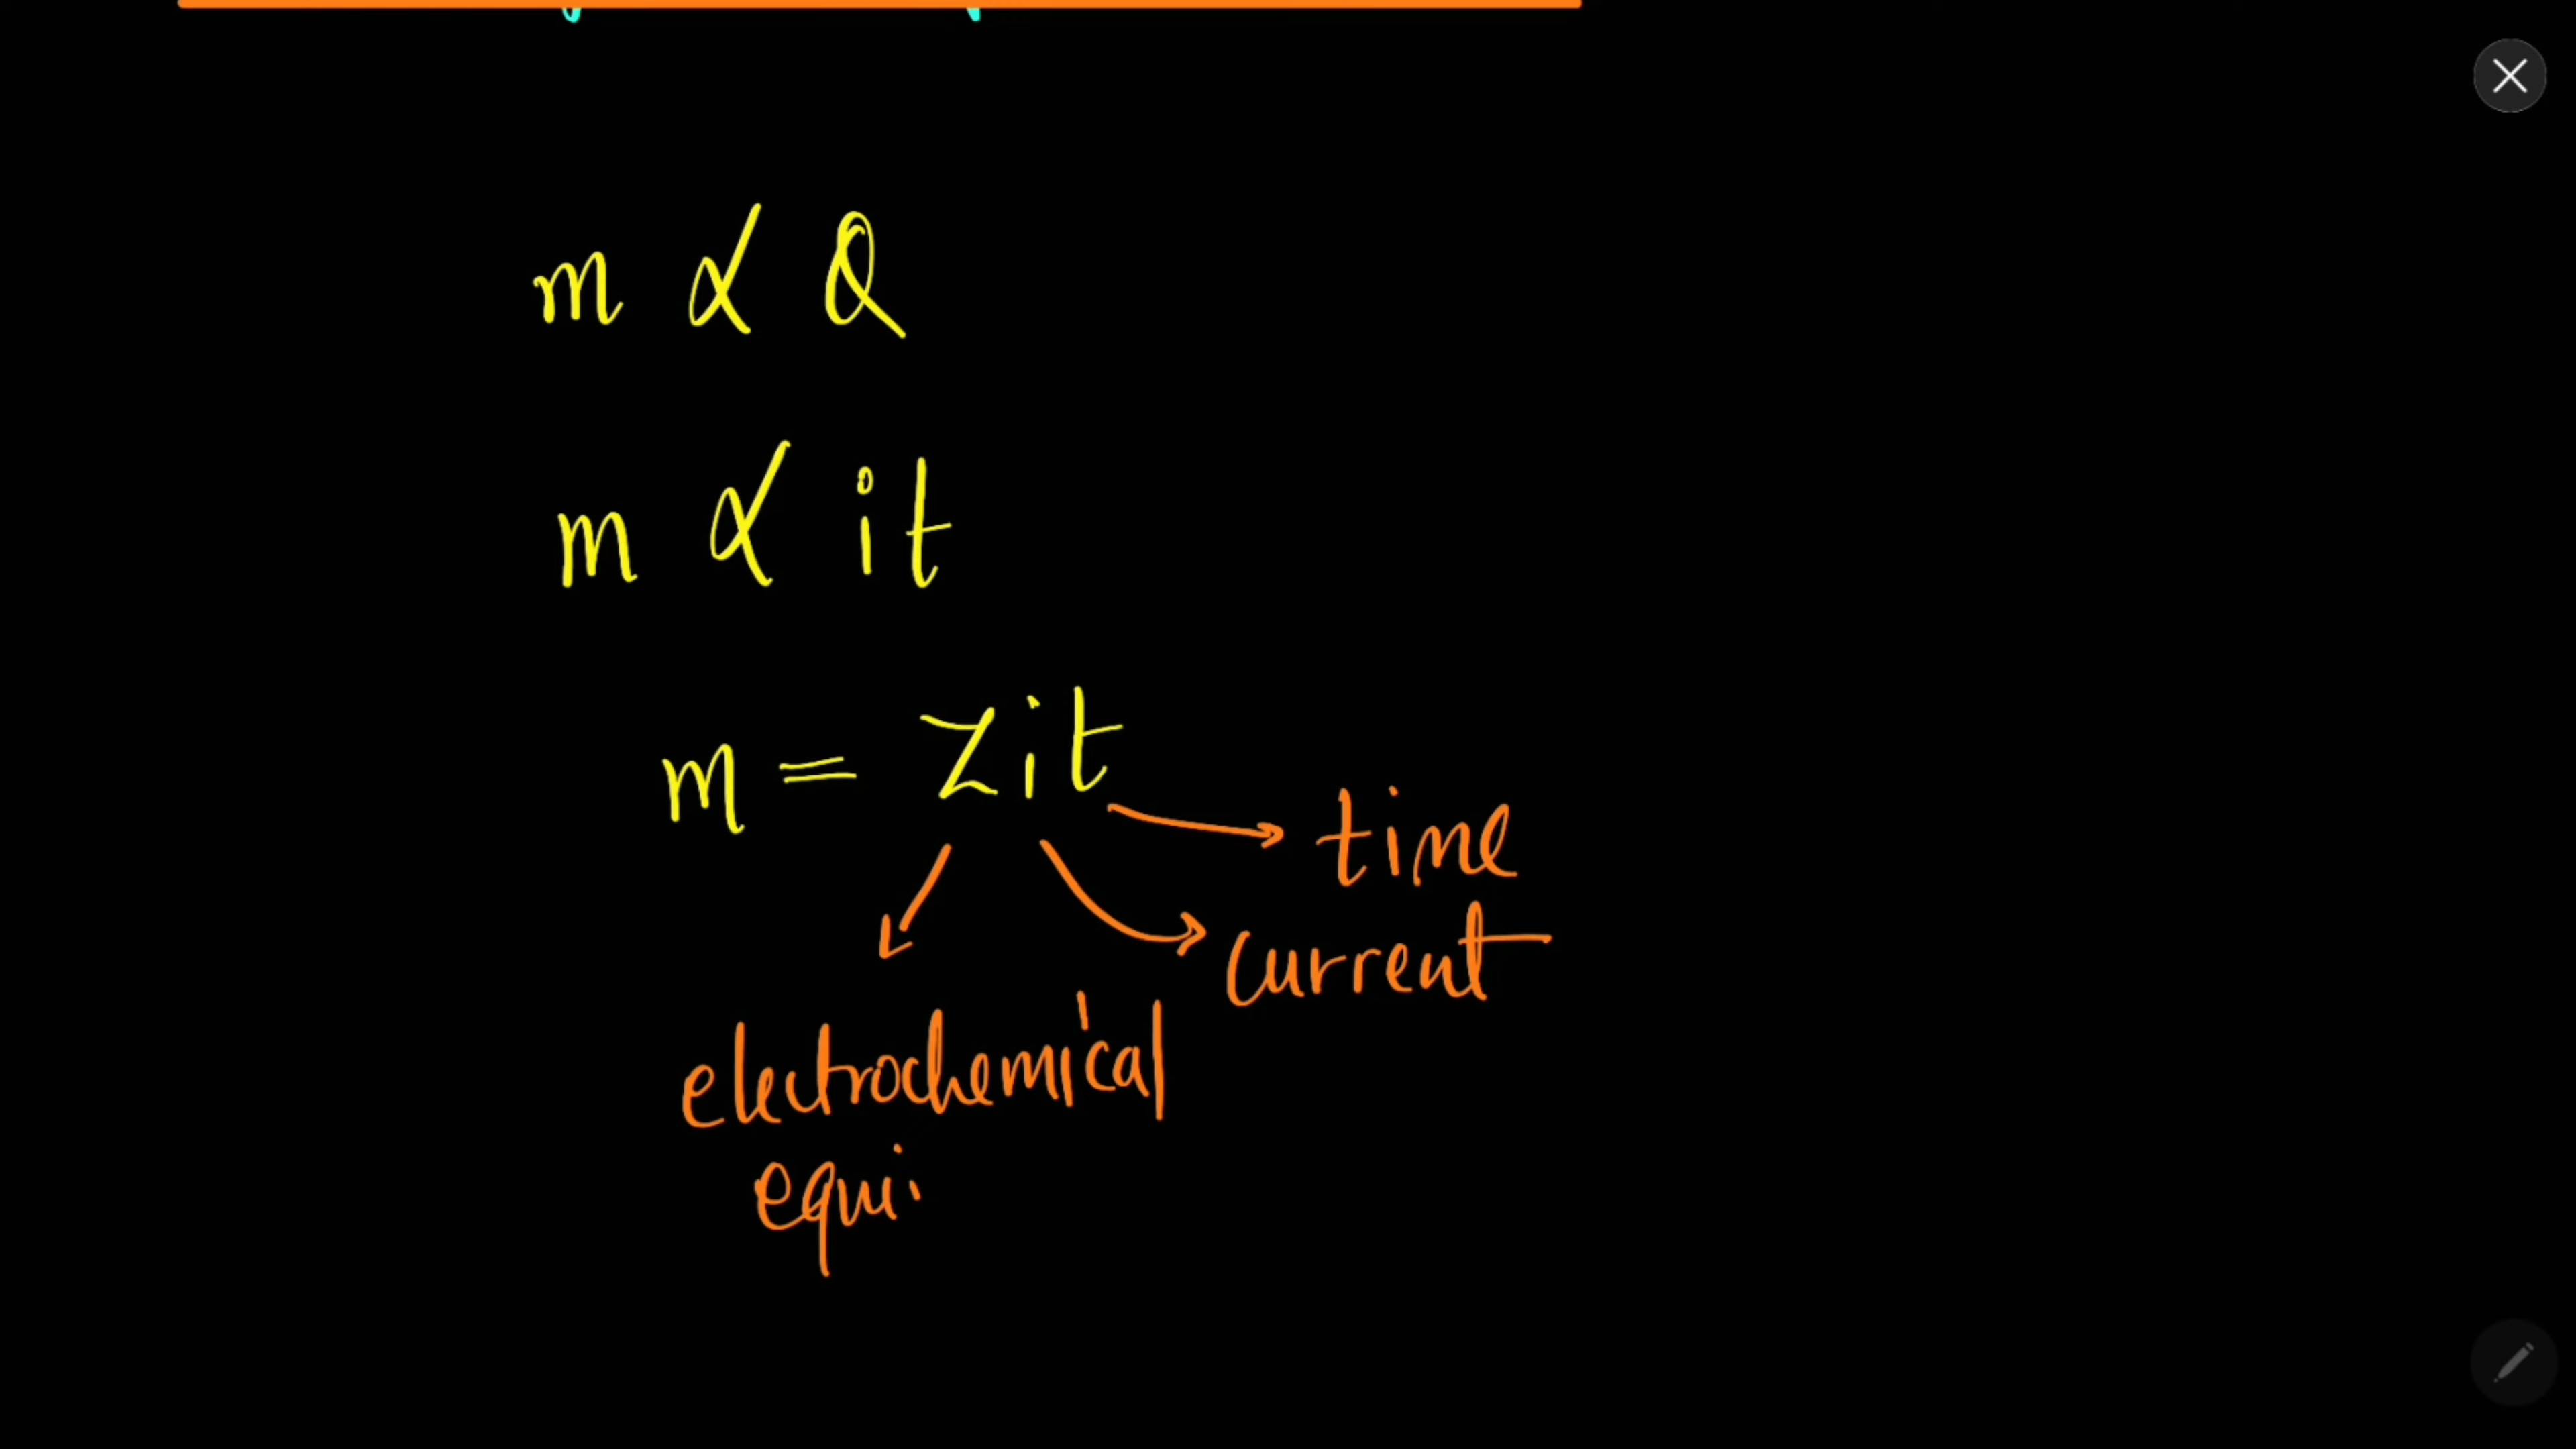 m ∝ Q
m ∝ it
m = Zit
time
current
electrochemical
equi